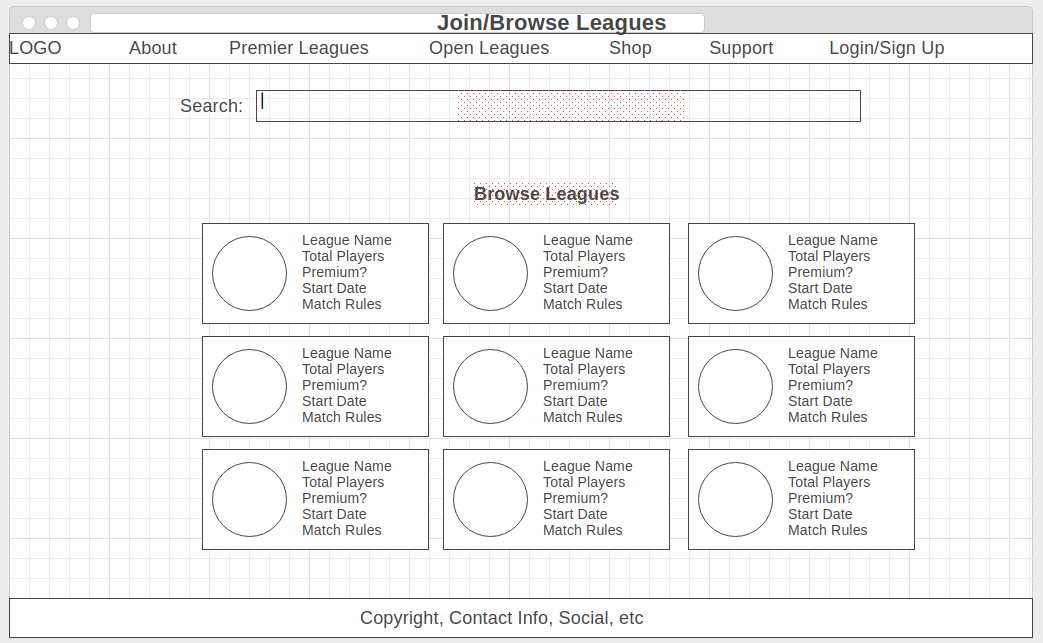 Join/Browse Leagues
LOGO About Premier Leagues Open Leagues Shop Support Login/Sign Up
Search:
Browse Leagues
League Name League Name League Name
Total Players Total Players Total Players
Premium? Premium? Premium?
Start Date Start Date Start Date
Match Rules Match Rules Match Rules
League Name League Name League Name
Total Players Total Players Total Players
Premium? Premium? Premium?
Start Date Start Date Start Date
Match Rules Match Rules Match Rules
League Name League Name League Name
Total Players Total Players Total Players
Premium? Premium? Premium?
Start Date Start Date Start Date
Match Rules Match Rules Match Rules
Copyright, Contact Info, Social, etc